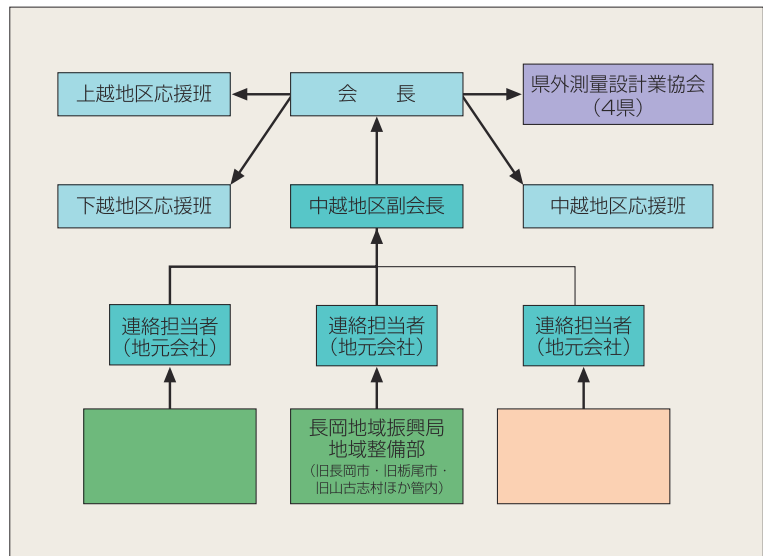 上越地区応援班
会　　長
県外測量設計業協会
（4県）
下越地区応援班
中越地区副会長
中越地区応援班
連絡担当者
（地元会社）
連絡担当者
（地元会社）
連絡担当者
（地元会社）
長岡地域振興局
地域整備部
（旧長岡市・旧栃尾市・
旧山古志村ほか管内）